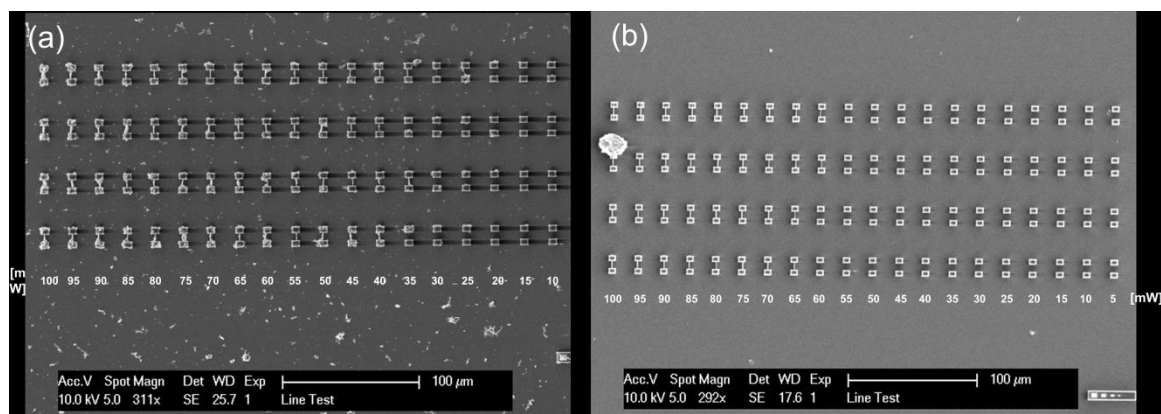 (a)
[m
W]
100 95 90 85 80 75 70 65 60 55 50 45 40 35 30 25 20 15 10
Acc.V Spot Magn Det WD Exp
10.0 kV 5.0 311x SE 25.7 1
100 µm
Line Test
(b)
100 95 90 85 80 75 70 65 60 55 50 45 40 35 30 25 20 15 10 5 [mW]
Acc.V Spot Magn Det WD Exp
10.0 kV 5.0 292x SE 17.6 1
100 µm
Line Test